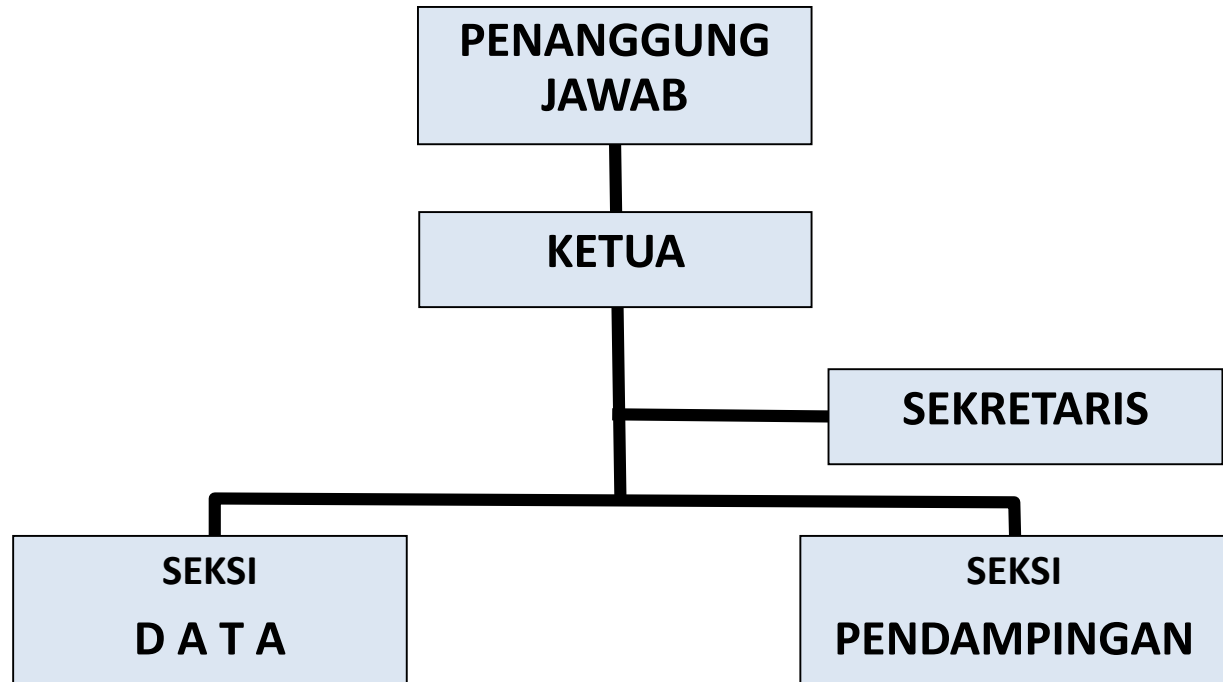 PENANGGUNG
JAWAB
KETUA
SEKRETARIS
SEKSI
D A T A
SEKSI
PENDAMPINGAN